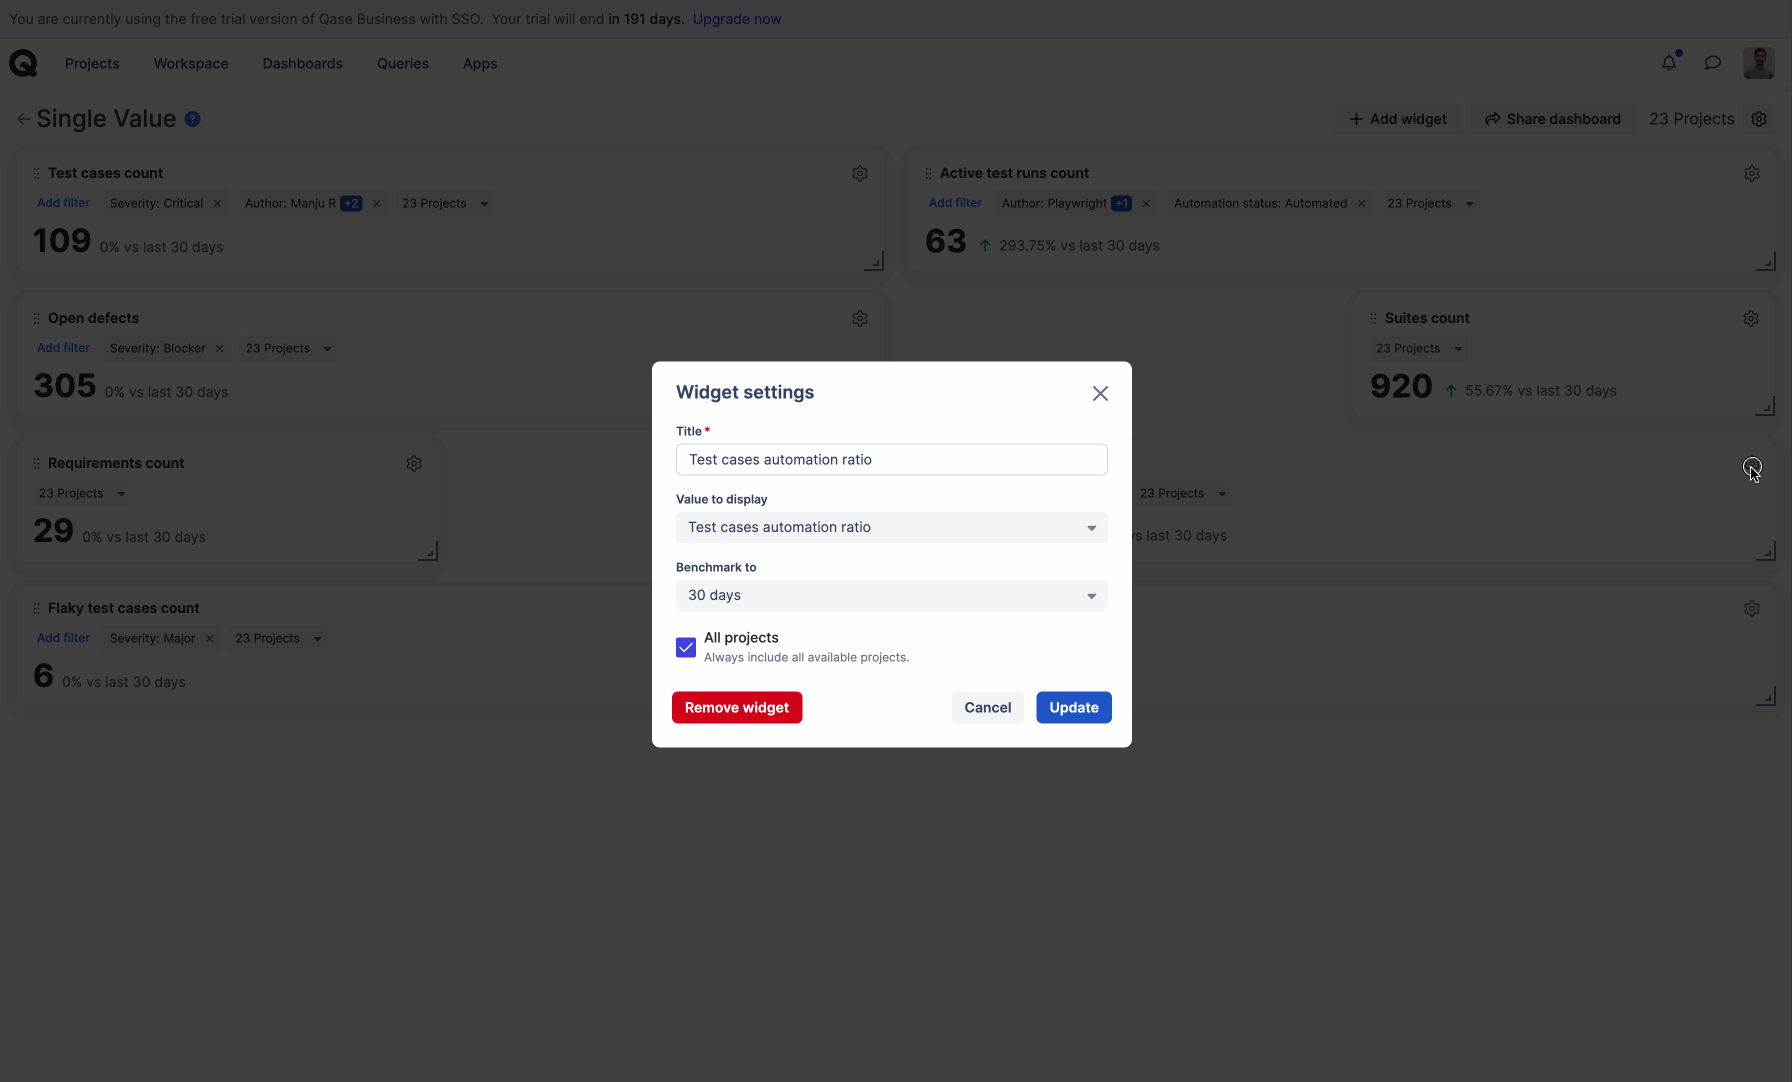 You are currently using the free trial version of Qase Business with SSO. Your trial will end in 191 days. Upgrade now
Projects Workspace Dashboards Queries Apps
Single Value ?
Add widget Share dashboard 23 Projects
Test cases count
Add filter Severity: Critical Author: Manju R +2 23 Projects
109 0% vs last 30 days
Active test runs count
Add filter Author: Playwright +1 Automation status: Automated 23 Projects
63 293.75% vs last 30 days
Open defects
Add filter Severity: Blocker 23 Projects
305 0% vs last 30 days
Suites count
23 Projects
920 55.67% vs last 30 days
Requirements count
23 Projects
29 0% vs last 30 days
23 Projects
vs last 30 days
Flaky test cases count
Add filter Severity: Major 23 Projects
6 0% vs last 30 days
Widget settings
Title *
Test cases automation ratio
Value to display
Test cases automation ratio
Benchmark to
30 days
All projects
Always include all available projects.
Remove widget Cancel Update